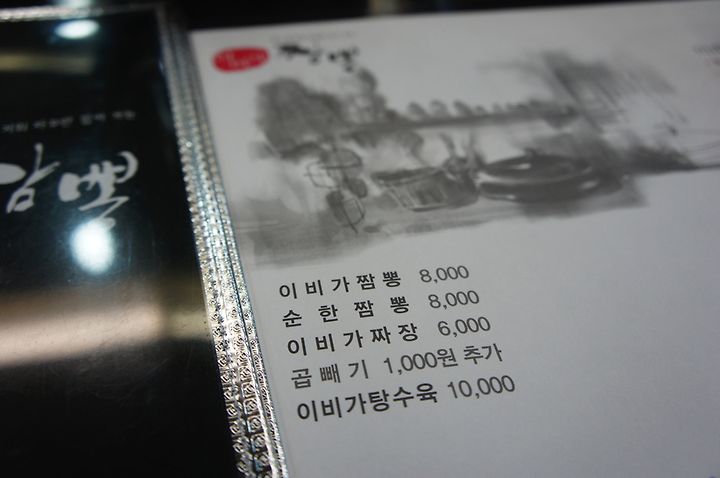 짬뽕
이비가짬뽕 8,000
순한짬뽕 8,000
이비가짜장 6,000
곱빼기 1,000원 추가
이비가탕수육 10,000